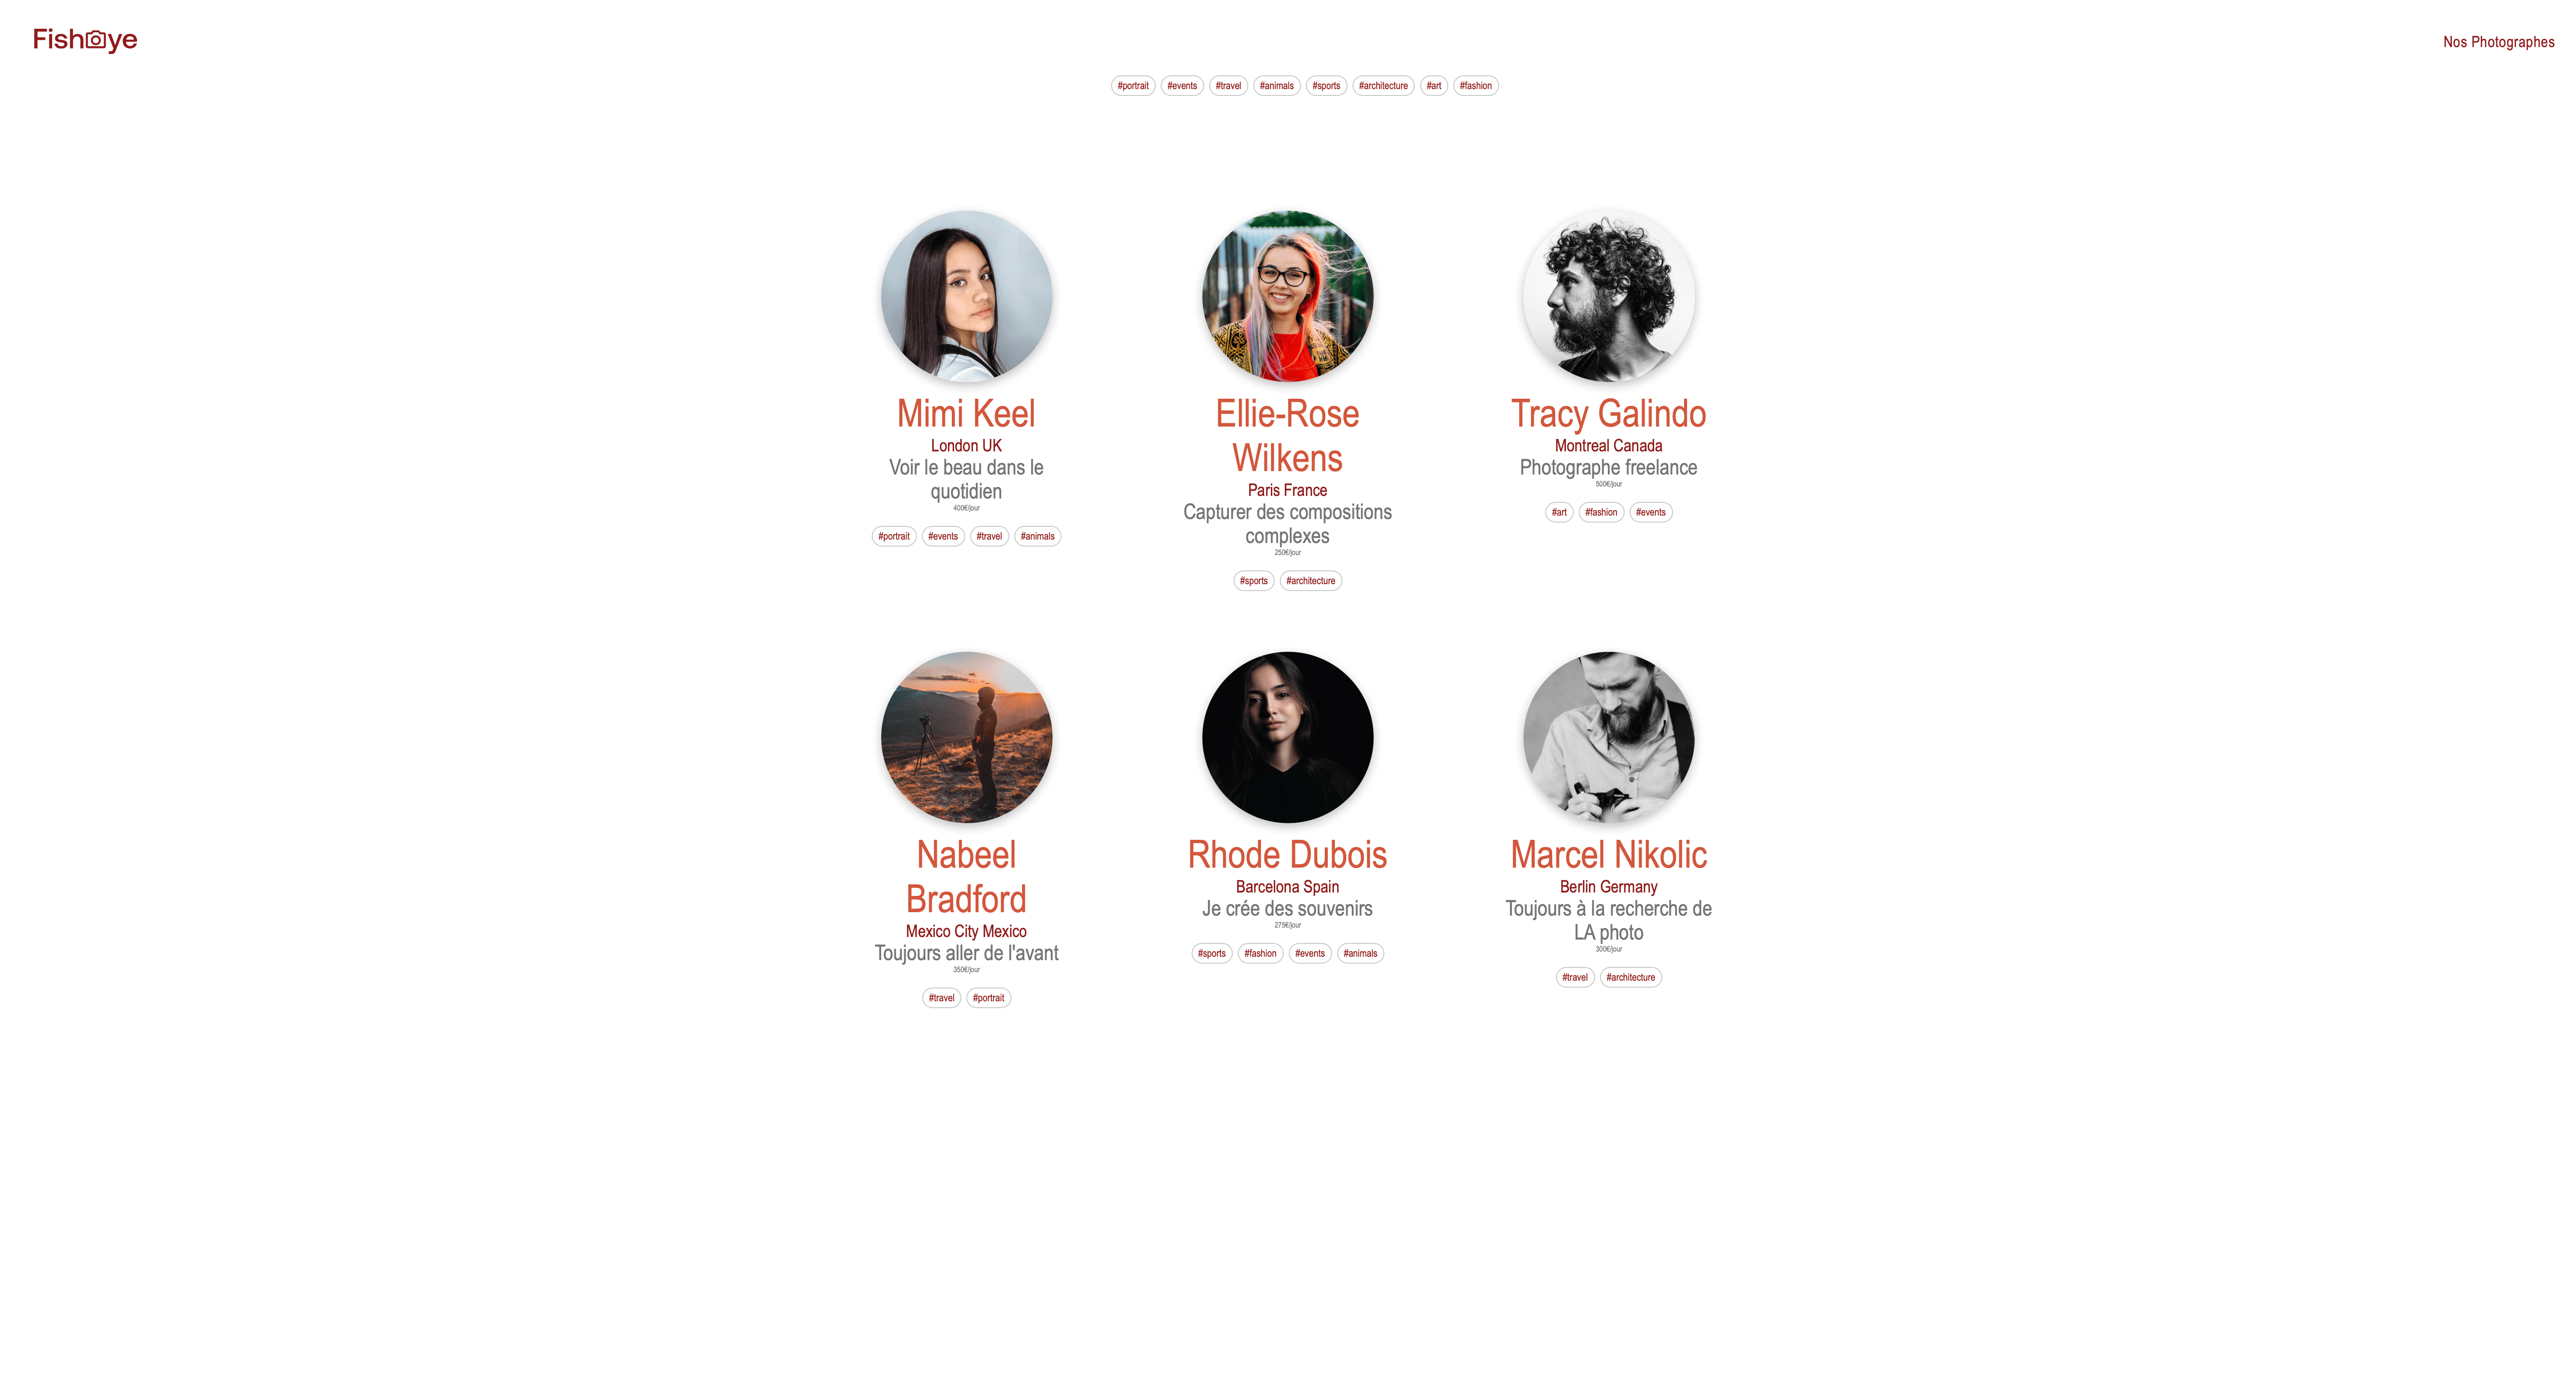 Fisheye
Nos Photographes
#portrait #events #travel #animals #sports #architecture #art #fashion
Mimi Keel
London UK
Voir le beau dans le
quotidien
400€/jour
#portrait #events #travel #animals
Ellie-Rose
Wilkens
Paris France
Capturer des compositions
complexes
250€/jour
#sports #architecture
Tracy Galindo
Montreal Canada
Photographe freelance
500€/jour
#art #fashion #events
Nabeel
Bradford
Mexico City Mexico
Toujours aller de l'avant
350€/jour
#travel #portrait
Rhode Dubois
Barcelona Spain
Je crée des souvenirs
275€/jour
#sports #fashion #events #animals
Marcel Nikolic
Berlin Germany
Toujours à la recherche de
LA photo
300€/jour
#travel #architecture